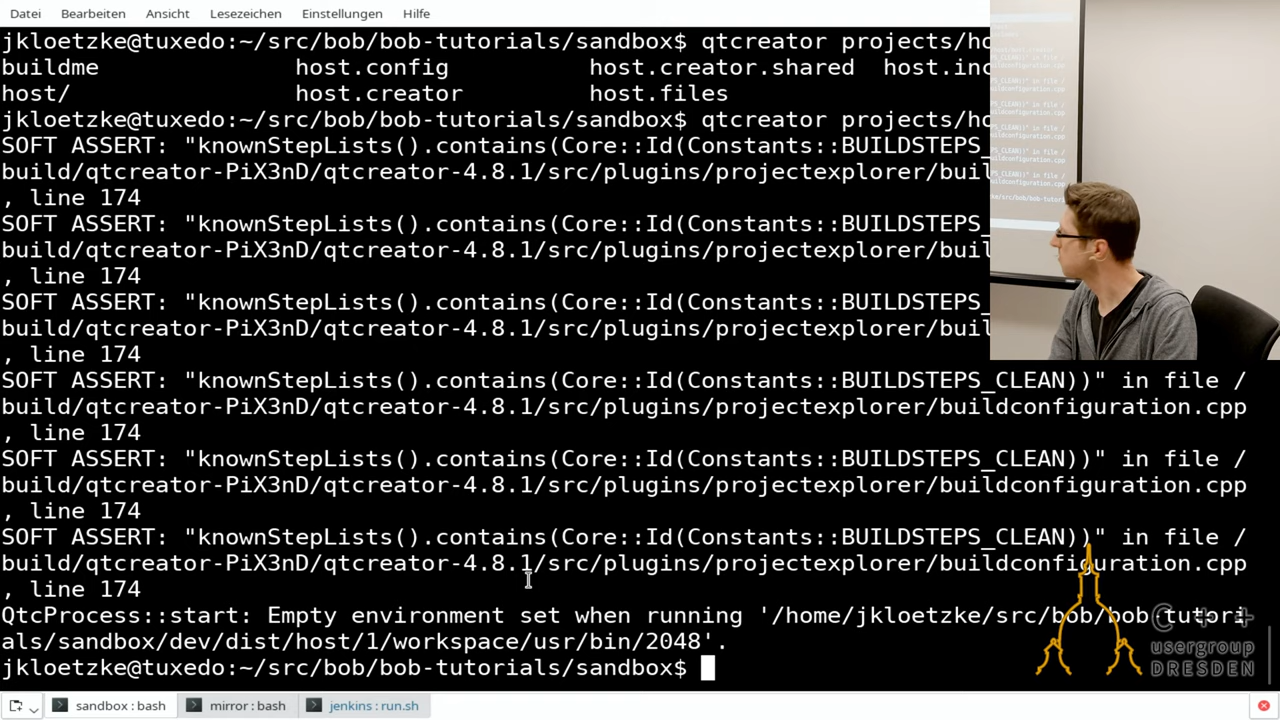 Datei Bearbeiten Ansicht Lesezeichen Einstellungen Hilfe
jkloetzke@tuxedo:~/src/bob/bob-tutorials/sandbox$ qtcreator projects/ho
buildme host.config host.creator.shared host.inc
host/ host.creator host.files
jkloetzke@tuxedo:~/src/bob/bob-tutorials/sandbox$ qtcreator projects/ho
SOFT ASSERT: "knownStepLists().contains(Core::Id(Constants::BUILDSTEPS_
build/qtcreator-PiX3nD/qtcreator-4.8.1/src/plugins/projectexplorer/buil
, line 174
SOFT ASSERT: "knownStepLists().contains(Core::Id(Constants::BUILDSTEPS_
build/qtcreator-PiX3nD/qtcreator-4.8.1/src/plugins/projectexplorer/buil
, line 174
SOFT ASSERT: "knownStepLists().contains(Core::Id(Constants::BUILDSTEPS_
build/qtcreator-PiX3nD/qtcreator-4.8.1/src/plugins/projectexplorer/buil
, line 174
SOFT ASSERT: "knownStepLists().contains(Core::Id(Constants::BUILDSTEPS_CLEAN))" in file /
build/qtcreator-PiX3nD/qtcreator-4.8.1/src/plugins/projectexplorer/buildconfiguration.cpp
, line 174
SOFT ASSERT: "knownStepLists().contains(Core::Id(Constants::BUILDSTEPS_CLEAN))" in file /
build/qtcreator-PiX3nD/qtcreator-4.8.1/src/plugins/projectexplorer/buildconfiguration.cpp
, line 174
SOFT ASSERT: "knownStepLists().contains(Core::Id(Constants::BUILDSTEPS_CLEAN))" in file /
build/qtcreator-PiX3nD/qtcreator-4.8.1/src/plugins/projectexplorer/buildconfiguration.cpp
, line 174
QtcProcess::start: Empty environment set when running '/home/jkloetzke/src/bob/bob-tutori
als/sandbox/dev/dist/host/1/workspace/usr/bin/2048'.
jkloetzke@tuxedo:~/src/bob/bob-tutorials/sandbox$
C++
usergroup
DRESDEN
sandbox : bash mirror : bash jenkins : run.sh